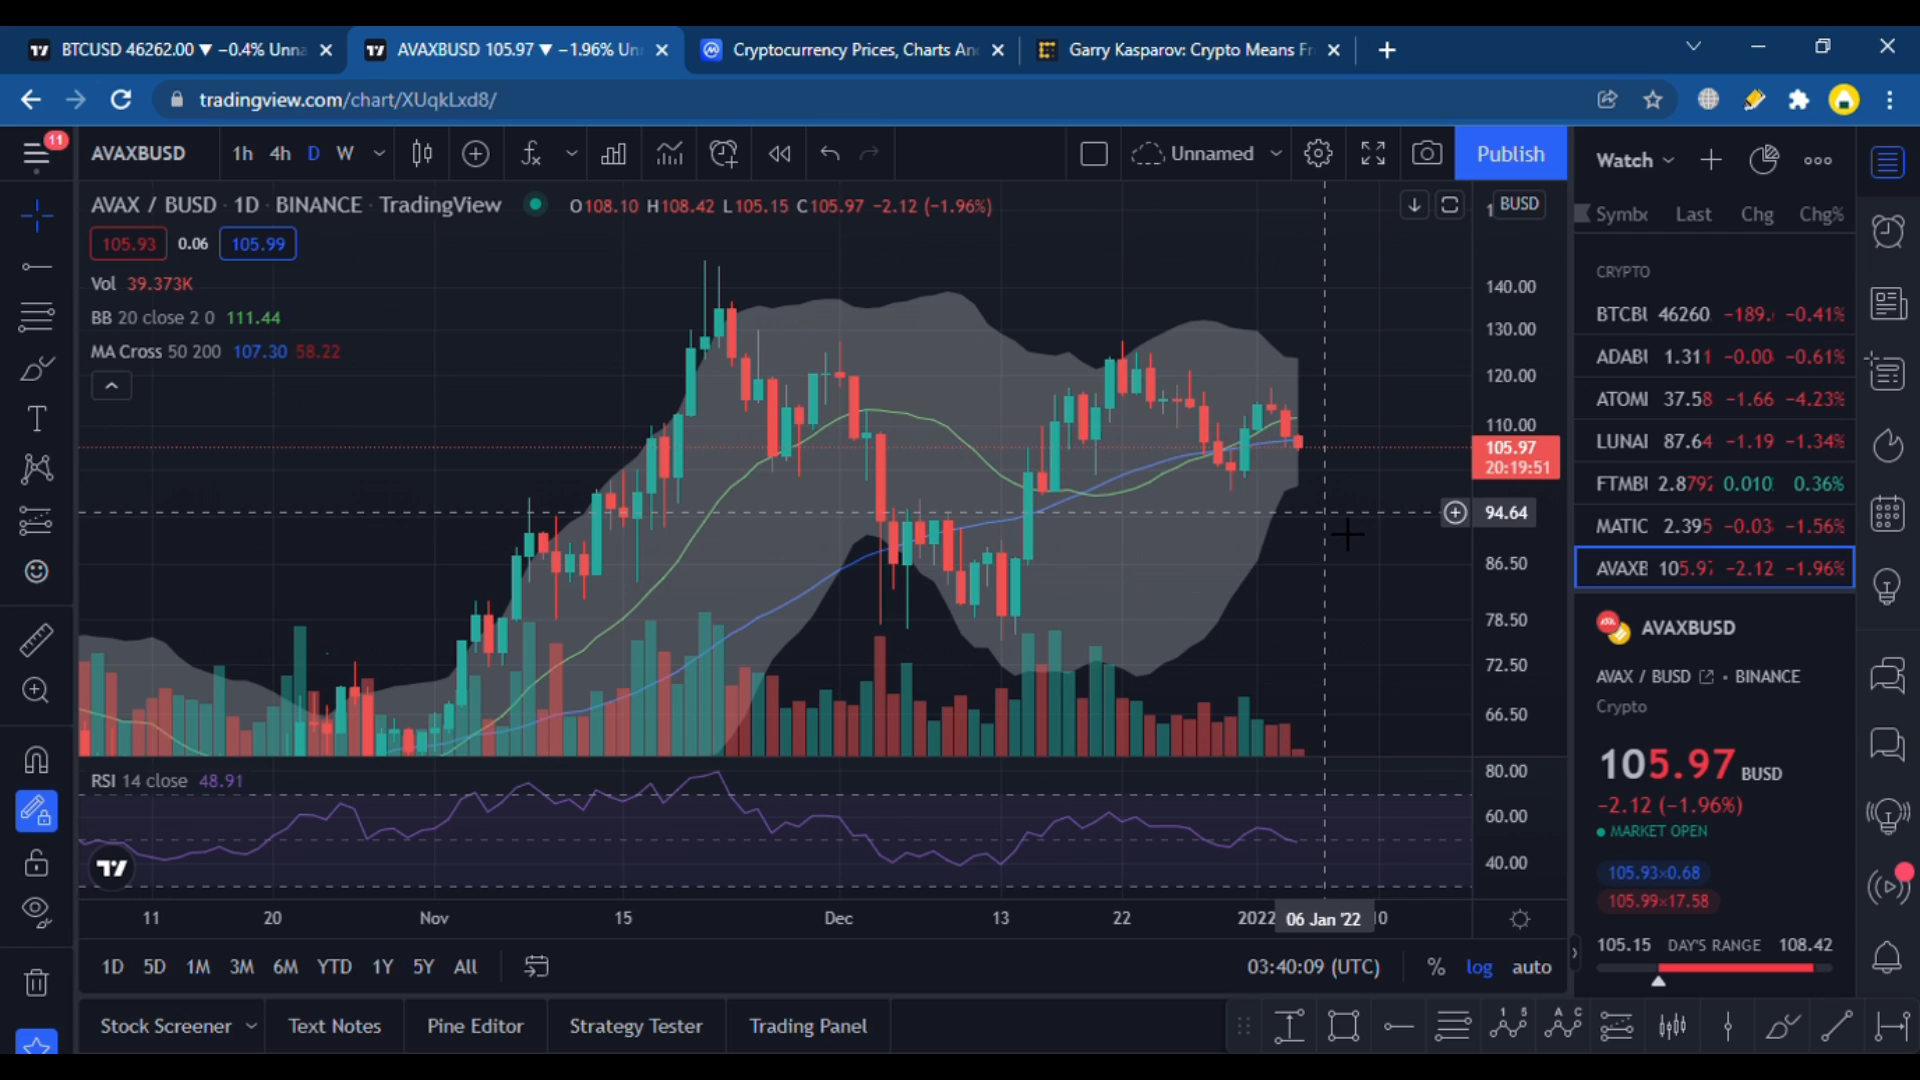 BTCUSD 46262.00 ▼ −0.4% Unna
AVAXBUSD 105.97 ▼ −1.96% Un
Cryptocurrency Prices, Charts An
Garry Kasparov: Crypto Means Fr
tradingview.com/chart/XUqkLxd8/
11
AVAXBUSD 1h 4h D W
Unnamed
Publish
Watch
AVAX / BUSD · 1D · BINANCE · TradingView
O108.10 H108.42 L105.15 C105.97 −2.12 (−1.96%)
BUSD
105.93 0.06 105.99
Vol 39.373K
BB 20 close 2 0 111.44
MA Cross 50 200 107.30 58.22
140.00
130.00
120.00
110.00
105.97
20:19:51
94.64
86.50
78.50
72.50
66.50
RSI 14 close 48.91
80.00
60.00
40.00
11 20 Nov 15 Dec 13 22 2022 06 Jan '22 10
1D 5D 1M 3M 6M YTD 1Y 5Y All
03:40:09 (UTC) % log auto
Stock Screener Text Notes Pine Editor Strategy Tester Trading Panel
1 5
A C
Last Chg Chg%
CRYPTO
BTCBU 46260 −189. −0.41%
ADABU 1.311 −0.00 −0.61%
ATOM 37.58 −1.66 −4.23%
LUNA 87.64 −1.19 −1.34%
FTMBU 2.8792 0.010 0.36%
MATIC 2.395 −0.03 −1.56%
AVAXB 105.97 −2.12 −1.96%
AVAXBUSD
AVAX / BUSD • BINANCE
Crypto
105.97 BUSD
−2.12 (−1.96%)
MARKET OPEN
105.93×0.68
105.99×17.58
105.15 DAY'S RANGE 108.42